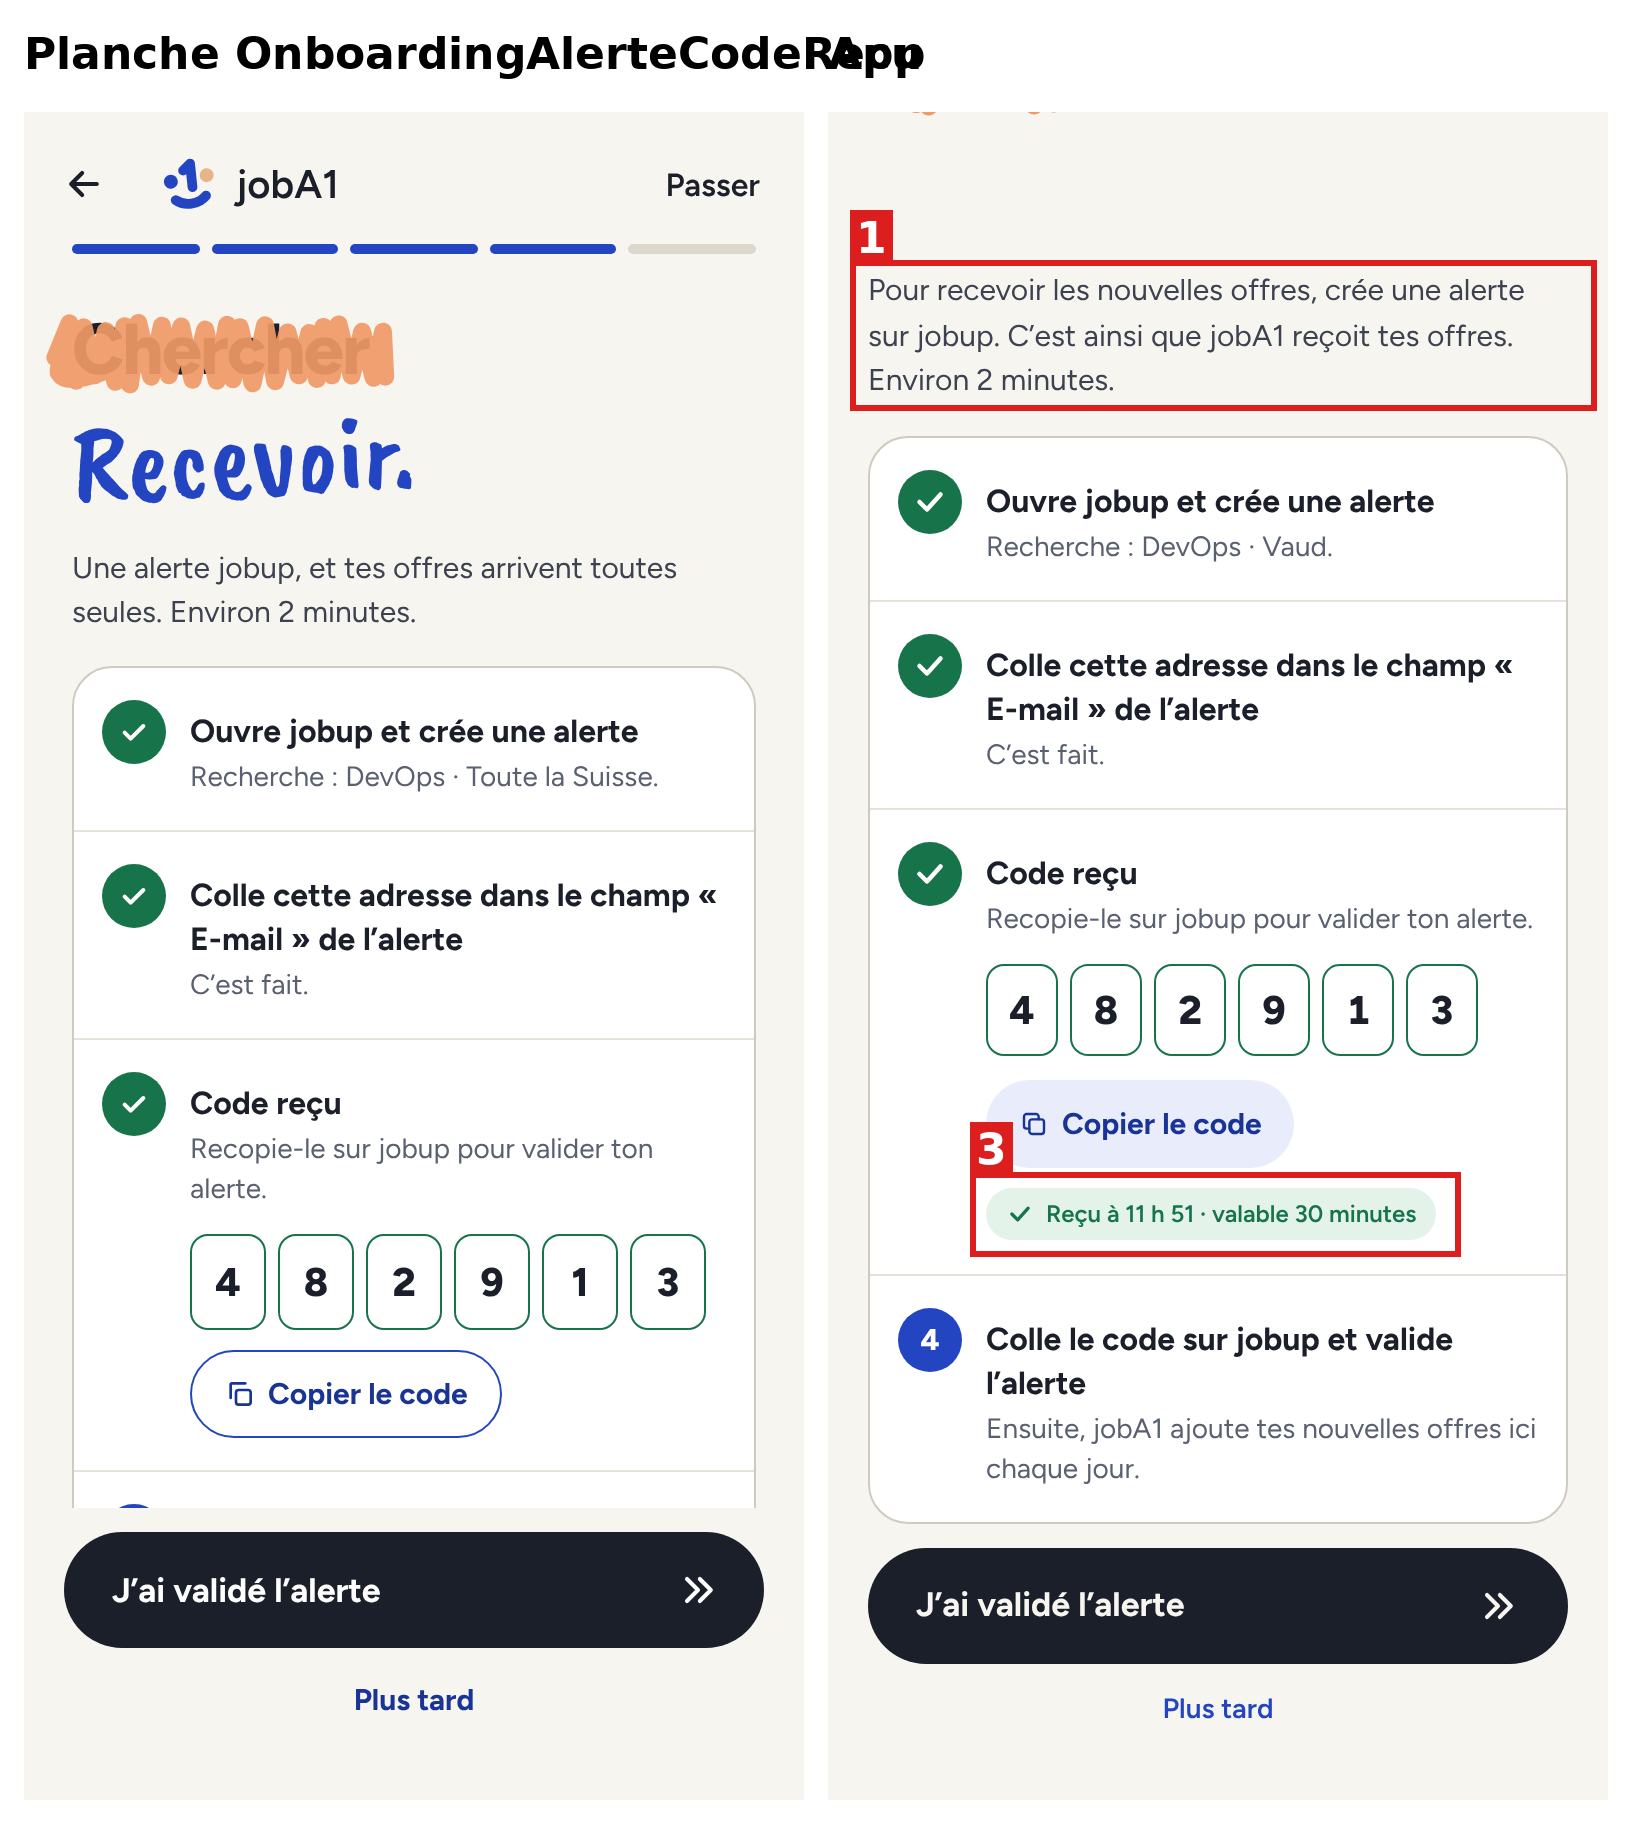 Planche OnboardingAlerteCodeRecu
App
jobA1
Passer
Chercher
Recevoir.
Une alerte jobup, et tes offres arrivent toutes
seules. Environ 2 minutes.
Ouvre jobup et crée une alerte
Recherche : DevOps · Toute la Suisse.
Colle cette adresse dans le champ «
E-mail » de l’alerte
C’est fait.
Code reçu
Recopie-le sur jobup pour valider ton
alerte.
4 8 2 9 1 3
Copier le code
J’ai validé l’alerte
Plus tard
1
Pour recevoir les nouvelles offres, crée une alerte
sur jobup. C’est ainsi que jobA1 reçoit tes offres.
Environ 2 minutes.
Ouvre jobup et crée une alerte
Recherche : DevOps · Vaud.
Colle cette adresse dans le champ «
E-mail » de l’alerte
C’est fait.
Code reçu
Recopie-le sur jobup pour valider ton alerte.
4 8 2 9 1 3
Copier le code
3
Reçu à 11 h 51 · valable 30 minutes
4
Colle le code sur jobup et valide
l’alerte
Ensuite, jobA1 ajoute tes nouvelles offres ici
chaque jour.
J’ai validé l’alerte
Plus tard